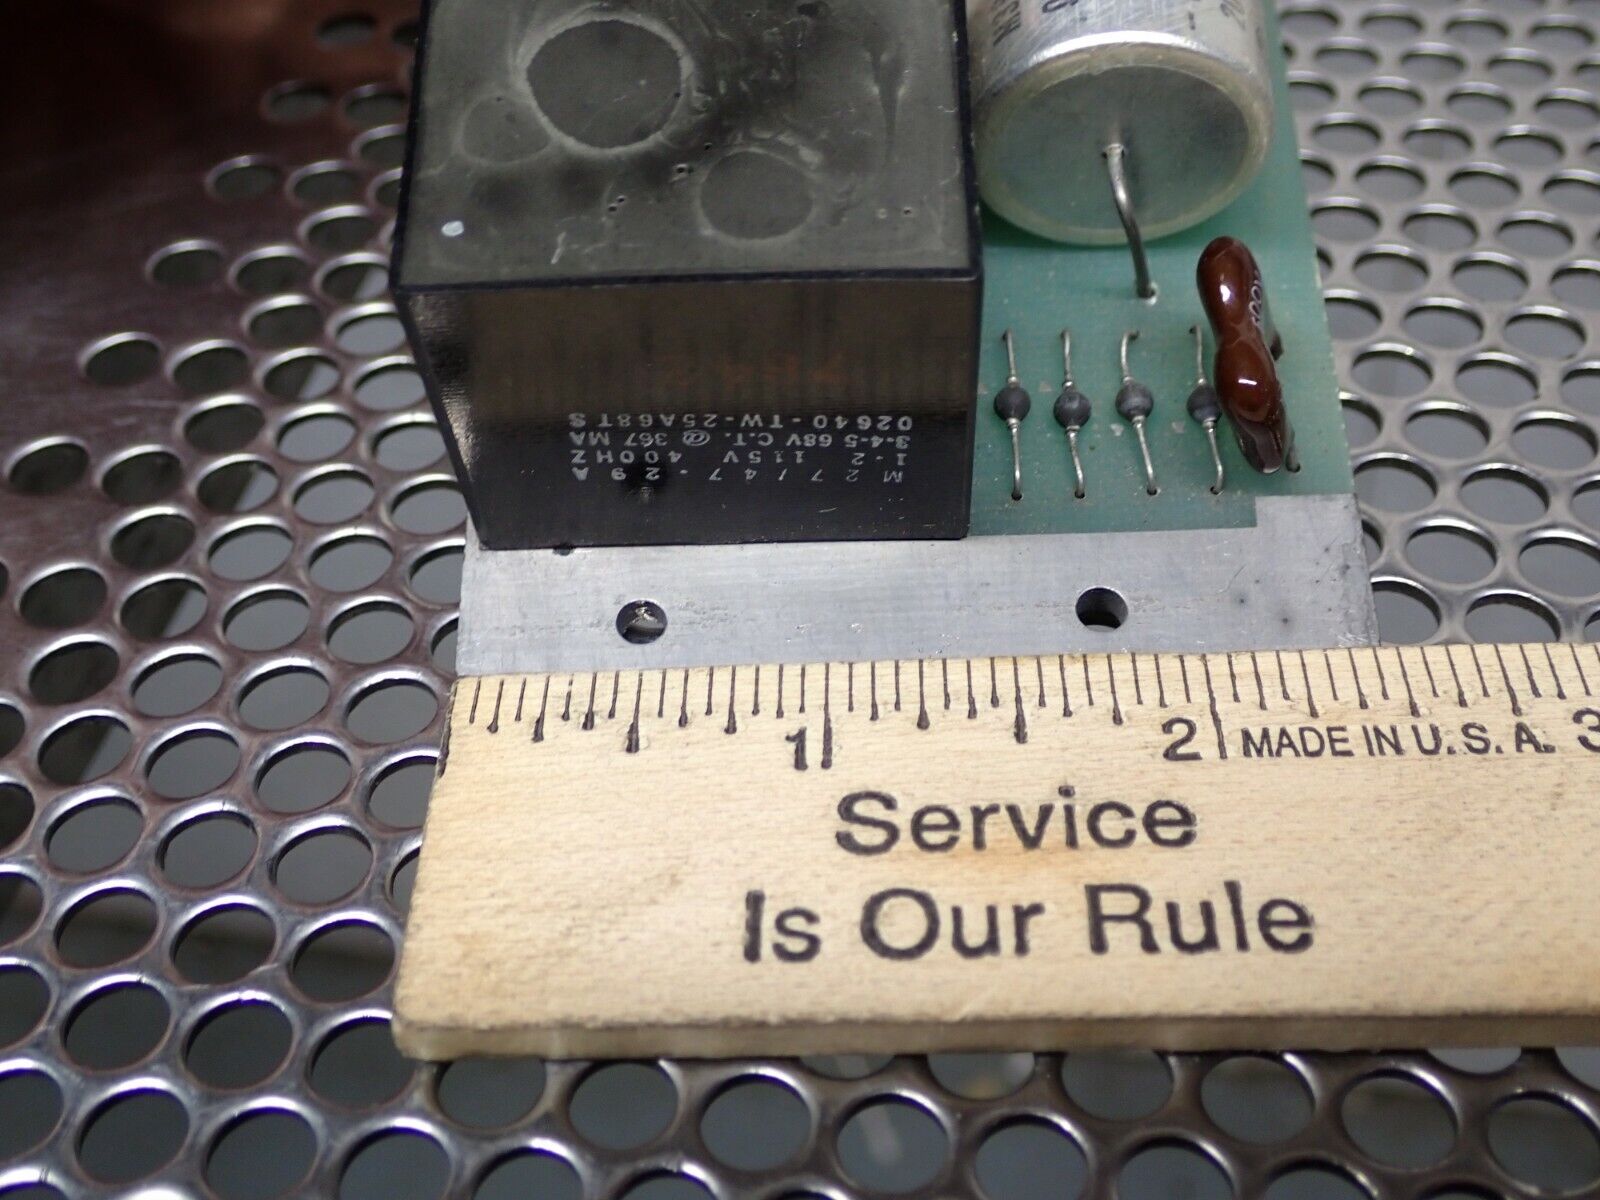 M27/47-29A
1-2 115V 400HZ
3-4-5 68V C.T. @ 367 MA
02640-TW-25A68TS
1 2 MADE IN U.S.A. 3
Service
Is Our Rule